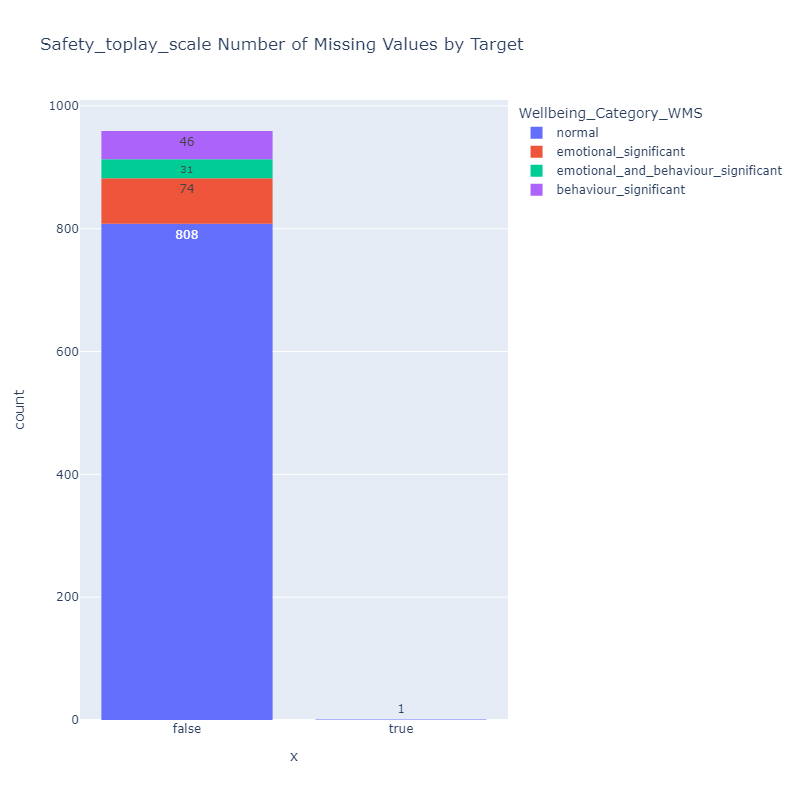 Safety_toplay_scale Number of Missing Values by Target
Wellbeing_Category_WMS
normal
emotional_significant
emotional_and_behaviour_significant
behaviour_significant
1000
800
600
400
200
0
count
46
31
74
808
1
false
true
x